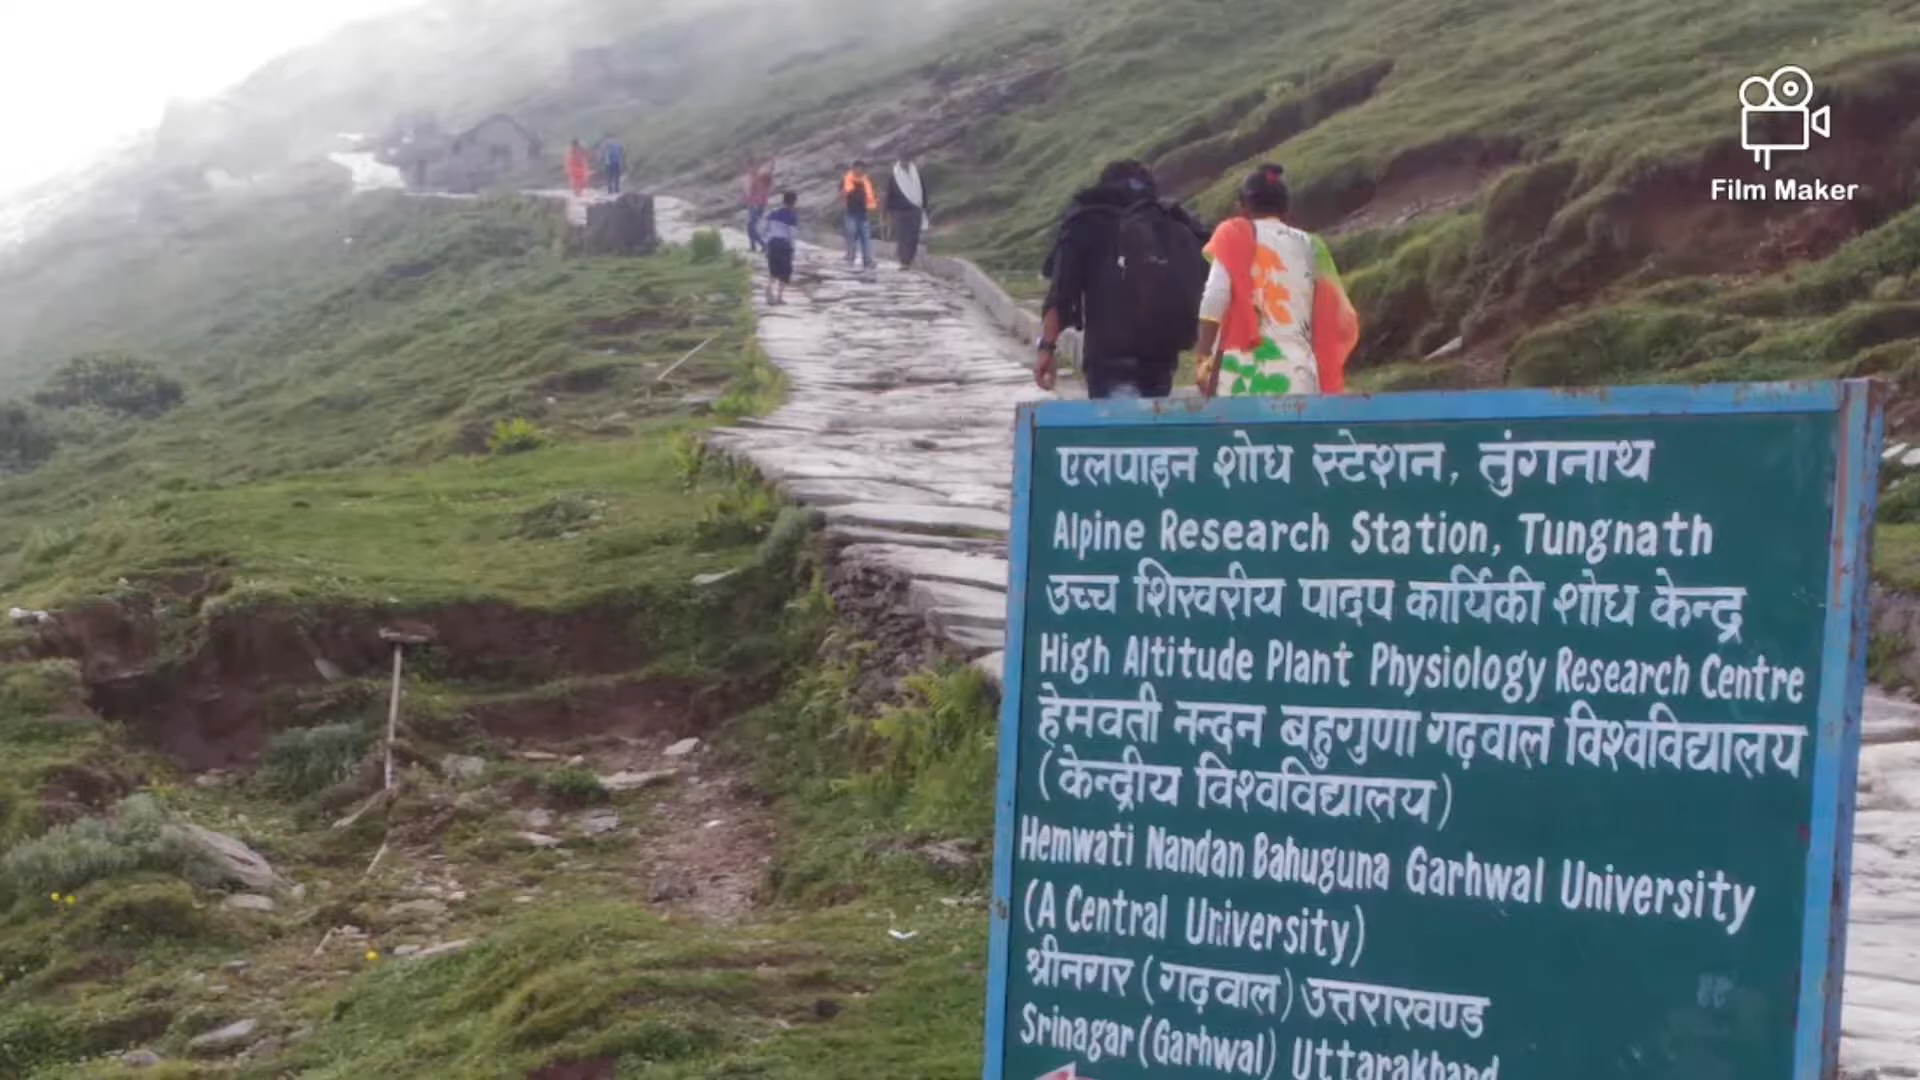 Film Maker
एलपाइन शोध स्टेशन, तुंगनाथ
Alpine Research Station, Tungnath
उच्च शिखरीय पादप कार्यिकी शोध केन्द्र
High Altitude Plant Physiology Research Centre
हेमवती नन्दन बहुगुणा गढ़वाल विश्वविद्यालय
(केन्द्रीय विश्वविद्यालय)
Hemwati Nandan Bahuguna Garhwal University
(A Central University)
श्रीनगर (गढ़वाल) उत्तराखण्ड
Srinagar (Garhwal) Uttarakhand